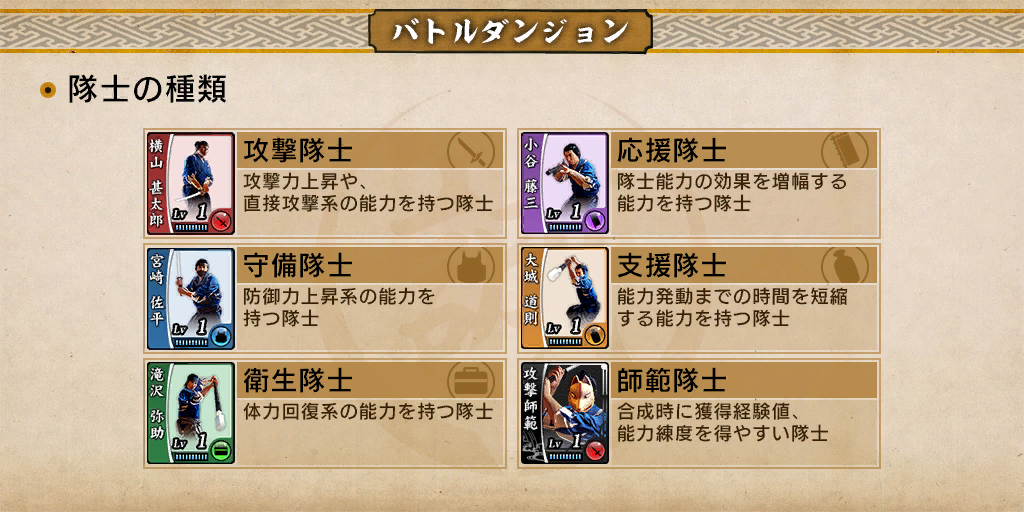 バトルダンジョン
隊士の種類
横山 甚太郎
Lv 1
攻撃隊士
攻撃力上昇や、
直接攻撃系の能力を持つ隊士
小谷 藤三
Lv 1
応援隊士
隊士能力の効果を増幅する
能力を持つ隊士
宮崎 佐平
Lv 1
守備隊士
防御力上昇系の能力を
持つ隊士
大城 道則
Lv 1
支援隊士
能力発動までの時間を短縮
する能力を持つ隊士
滝沢 弥助
Lv 1
衛生隊士
体力回復系の能力を持つ隊士
攻撃師範
Lv 1
師範隊士
合成時に獲得経験値、
能力練度を得やすい隊士